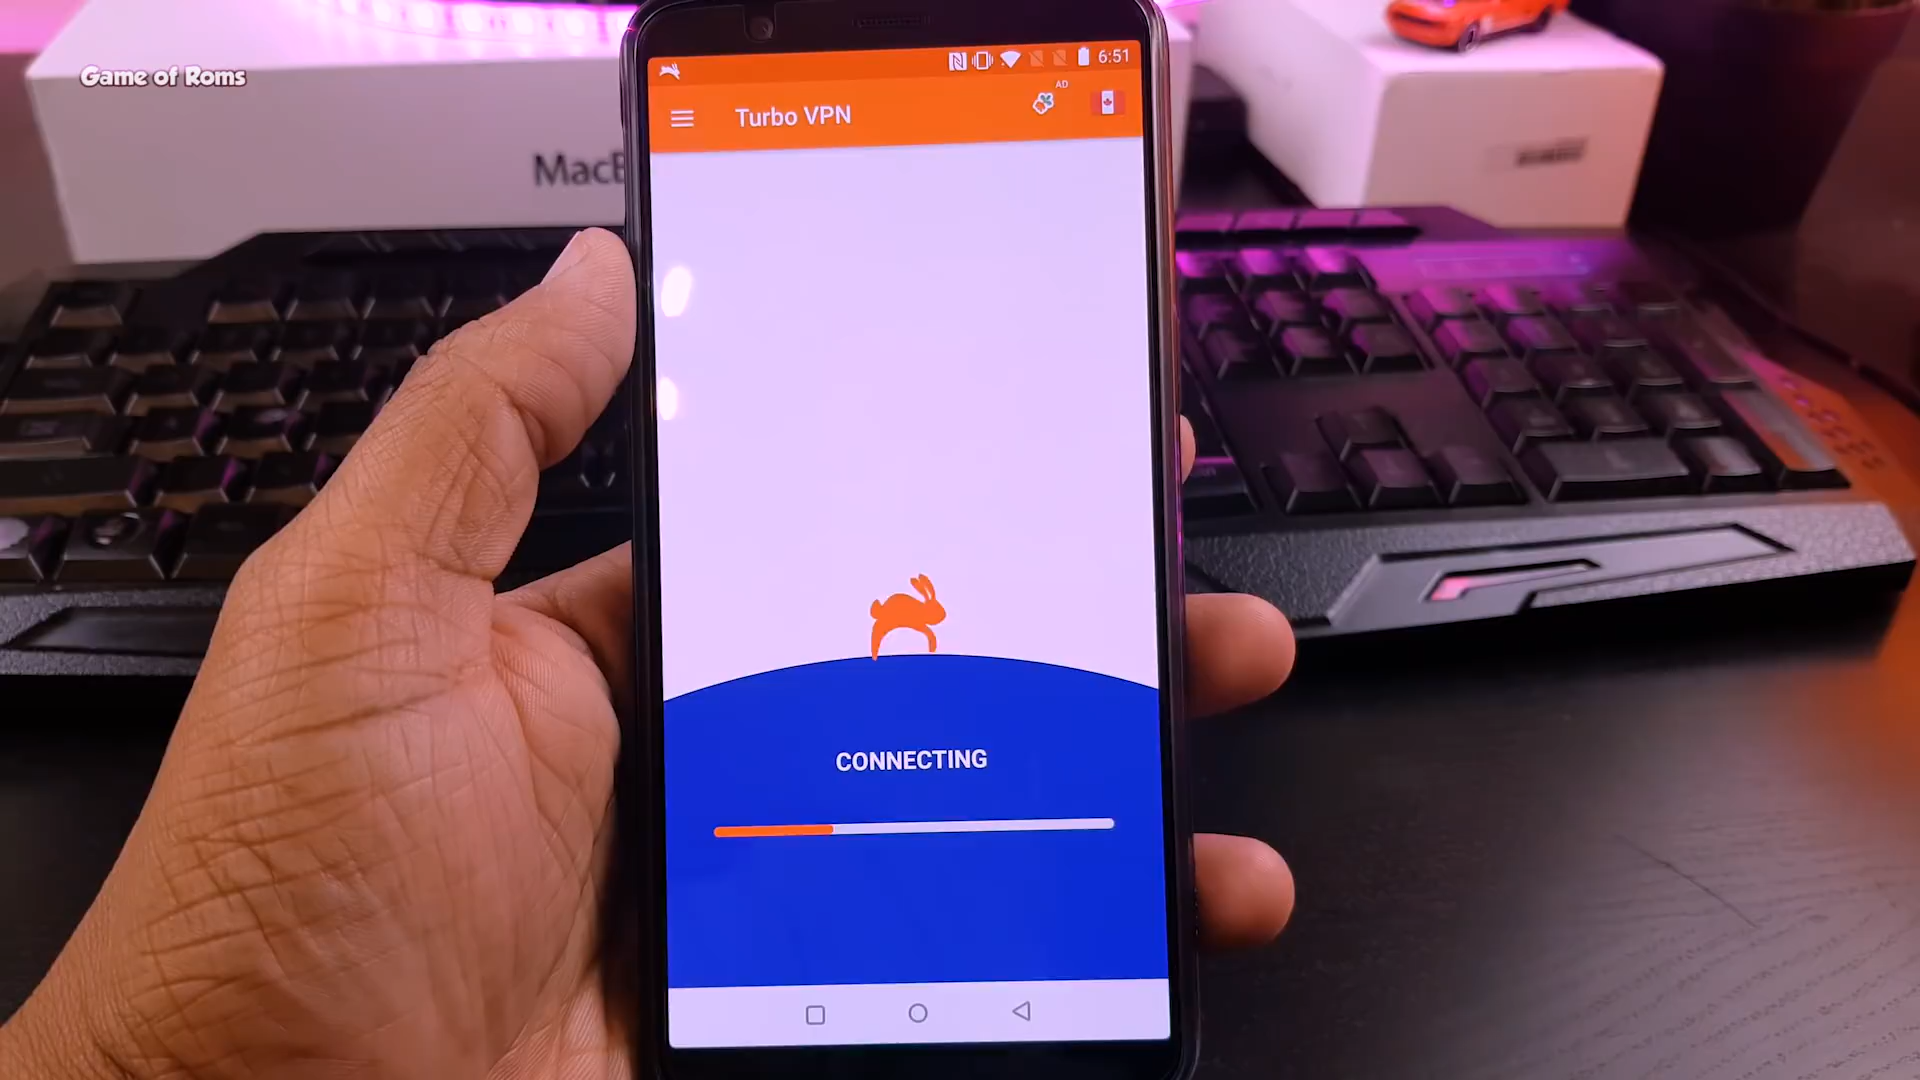 Game of Roms
6:51
AD
Turbo VPN
MacB
CONNECTING